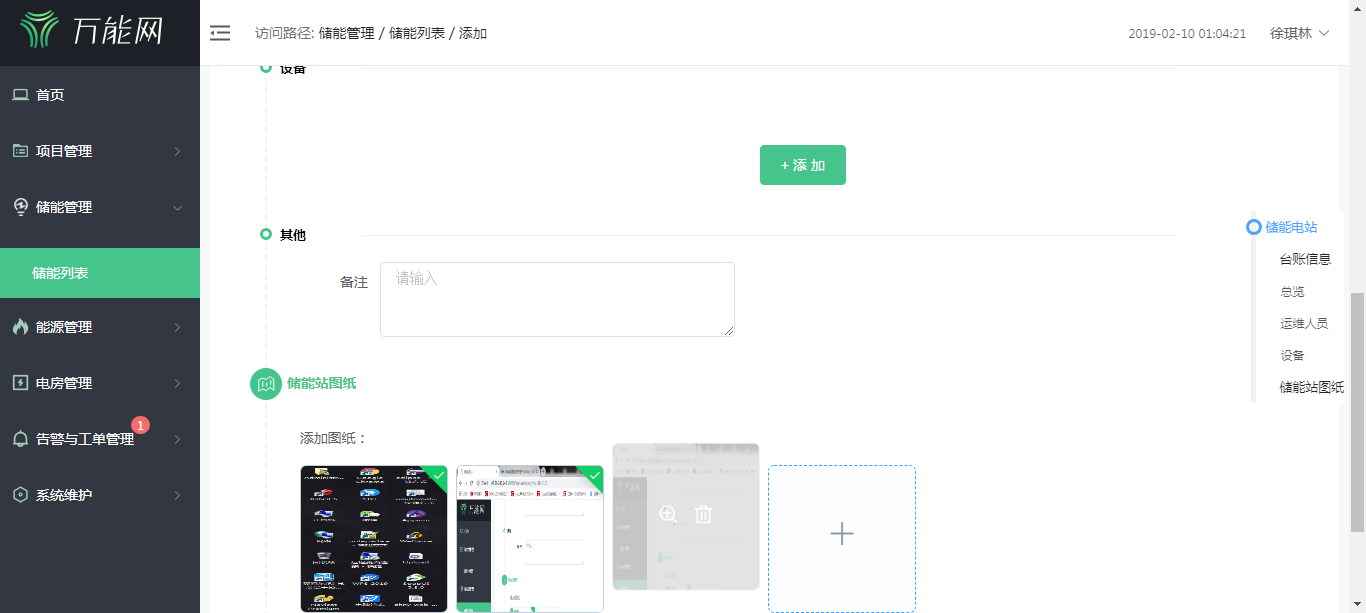 万能网
访问路径: 储能管理 / 储能列表 / 添加
2019-02-10 01:04:21
徐琪林
首页
项目管理
储能管理
储能列表
能源管理
电房管理
告警与工单管理
1
系统维护
设备
+ 添 加
其他
备注
请输入
储能站图纸
添加图纸：
储能电站
台账信息
总览
运维人员
设备
储能站图纸